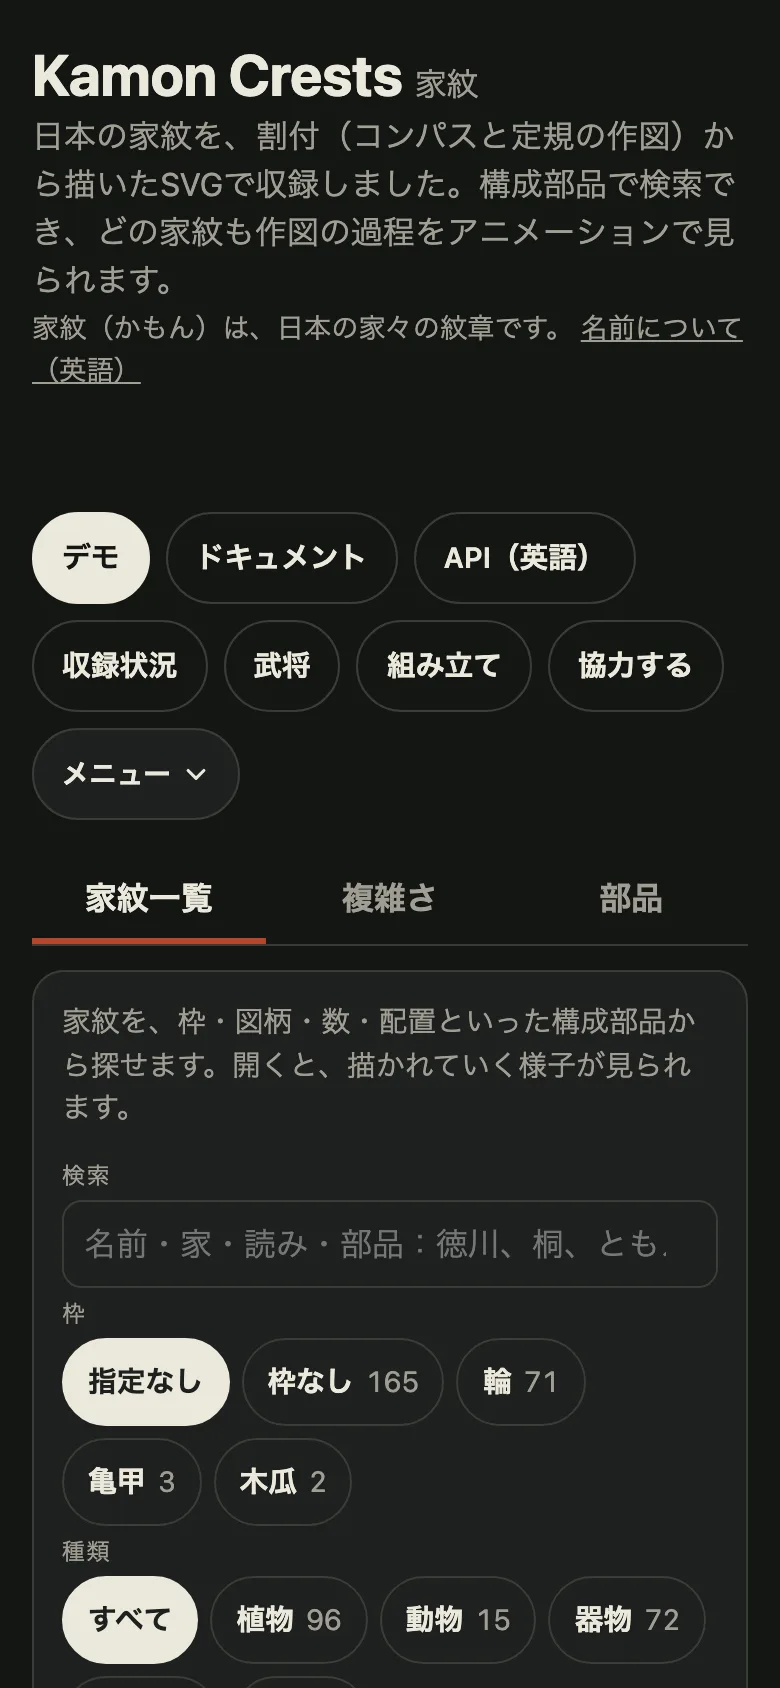 Kamon Crests 家紋
日本の家紋を、割付（コンパスと定規の作図）か
ら描いたSVGで収録しました。構成部品で検索で
き、どの家紋も作図の過程をアニメーションで見
られます。
家紋（かもん）は、日本の家々の紋章です。 名前について
（英語）
デモ ドキュメント API（英語）
収録状況 武将 組み立て 協力する
メニュー
家紋一覧 複雑さ 部品
家紋を、枠・図柄・数・配置といった構成部品か
ら探せます。開くと、描かれていく様子が見られ
ます。
検索
名前・家・読み・部品：徳川、桐、とも.
枠
指定なし 枠なし 165 輪 71
亀甲 3 木瓜 2
種類
すべて 植物 96 動物 15 器物 72